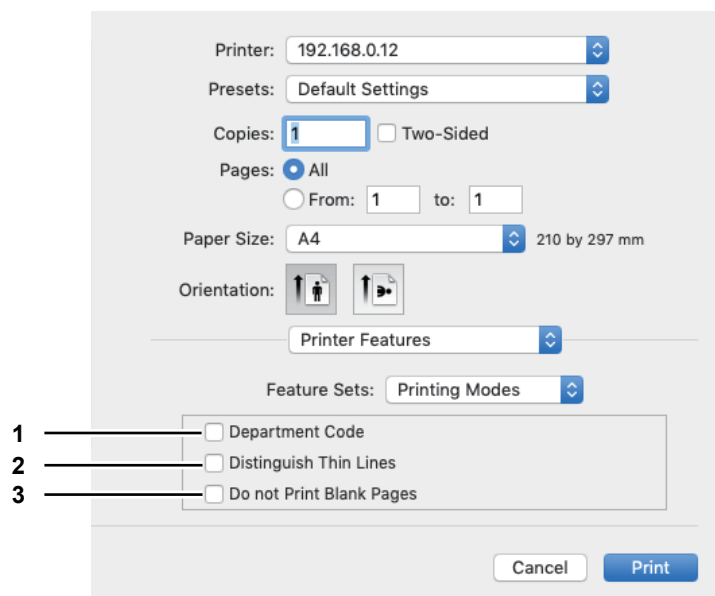 Printer: 192.168.0.12
Presets: Default Settings
Copies: 1 Two-Sided
Pages: All
From: 1 to: 1
Paper Size: A4 210 by 297 mm
Orientation:
Printer Features
Feature Sets: Printing Modes
1 Department Code
2 Distinguish Thin Lines
3 Do not Print Blank Pages
Cancel Print